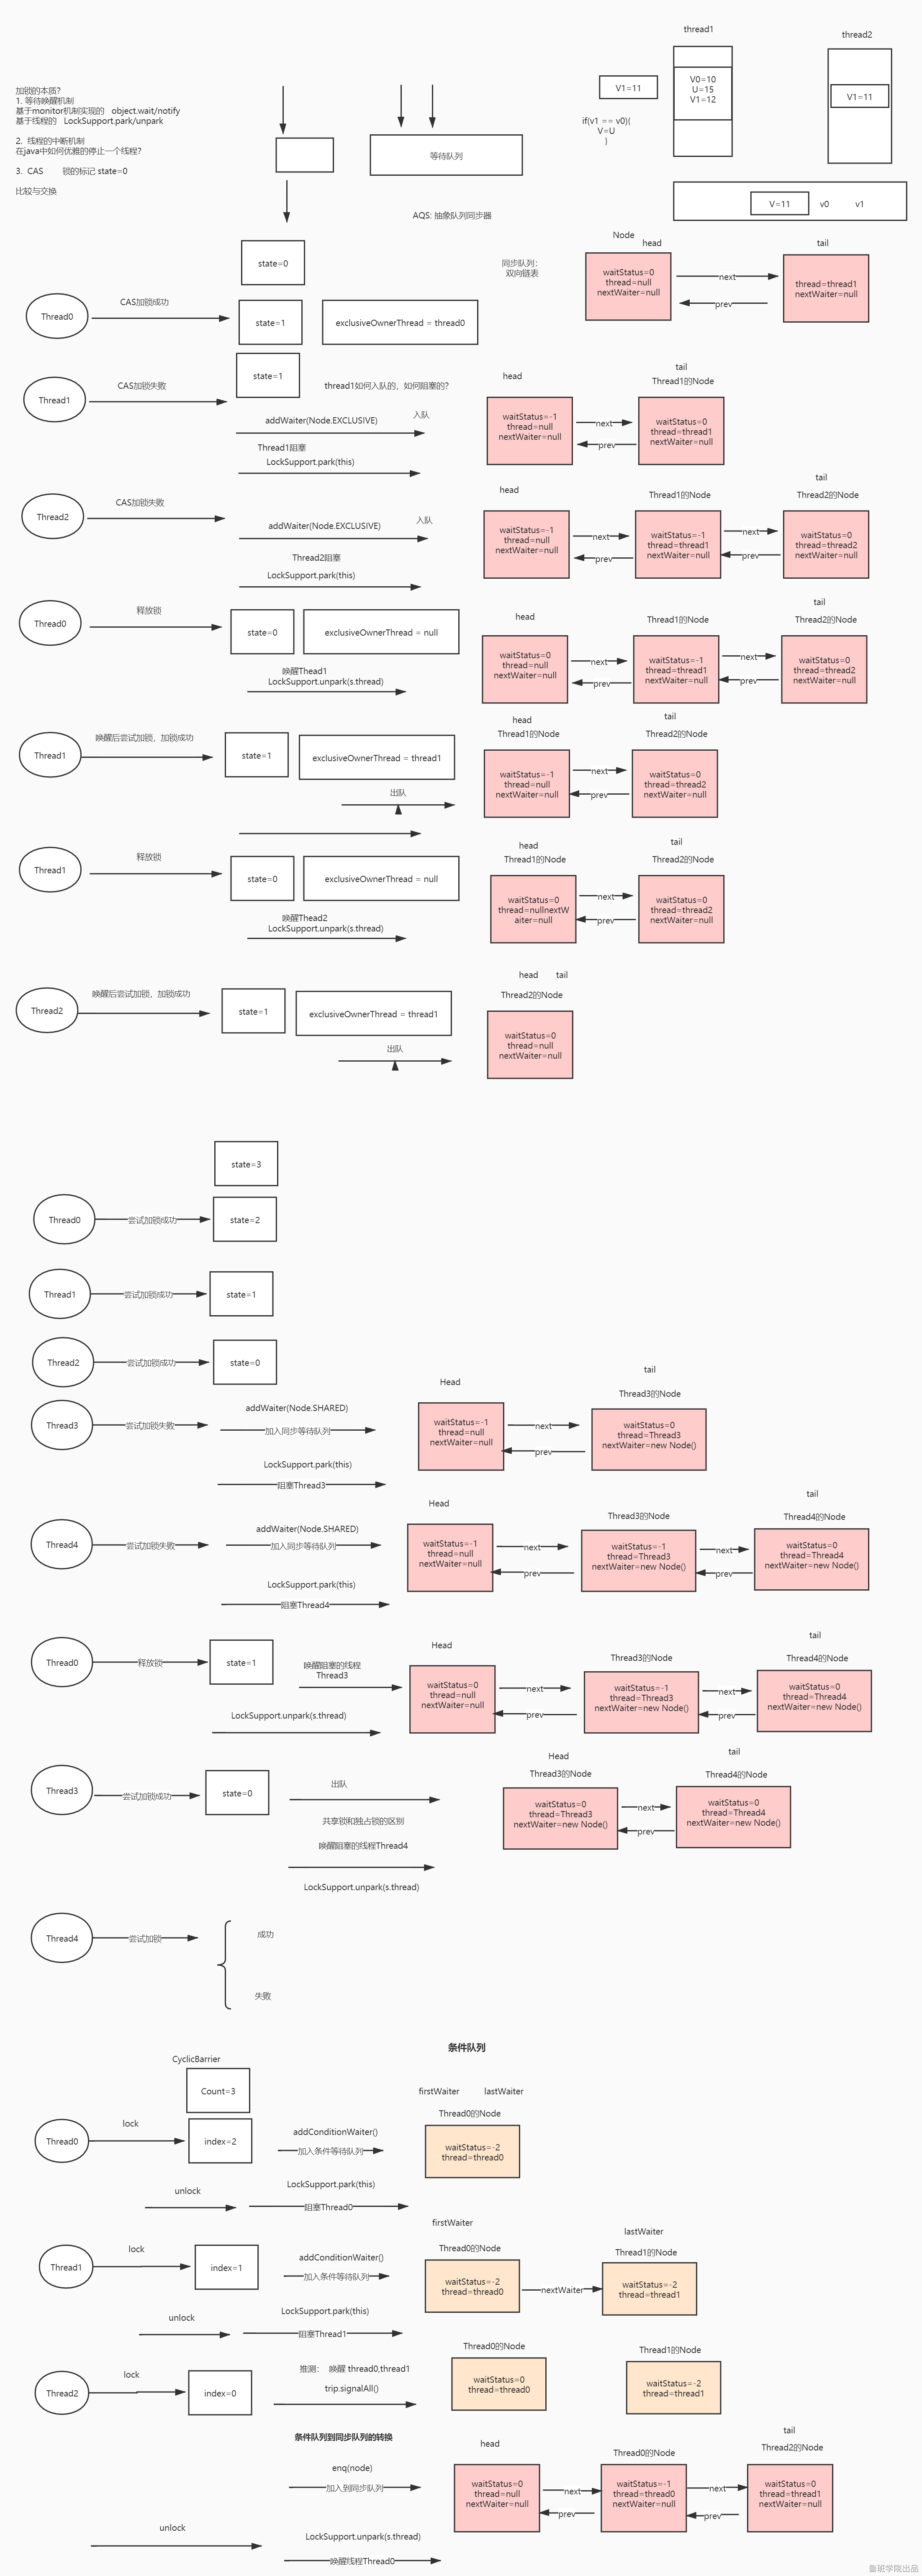 加锁的本质？
1. 等待唤醒机制
基于monitor机制实现的 object.wait/notify
基于线程的 LockSupport.park/unpark
2. 线程的中断机制
在java中如何优雅的停止一个线程？
3. CAS 锁的标记 state=0
比较与交换
等待队列
AQS: 抽象队列同步器
thread1
thread2
V1=11
V0=10
U=15
V1=12
V1=11
if(v1 == v0){
V=U
}
V=11
v0
v1
state=0
同步队列：
双向链表
Node
head
waitStatus=0
thread=null
nextWaiter=null
next
prev
tail
thread=thread1
nextWaiter=null
Thread0
CAS加锁成功
state=1
exclusiveOwnerThread = thread0
Thread1
CAS加锁失败
state=1
thread1如何入队的，如何阻塞的？
addWaiter(Node.EXCLUSIVE)
入队
Thread1阻塞
LockSupport.park(this)
head
waitStatus=-1
thread=null
nextWaiter=null
next
prev
tail
Thread1的Node
waitStatus=0
thread=thread1
nextWaiter=null
Thread2
CAS加锁失败
addWaiter(Node.EXCLUSIVE)
入队
Thread2阻塞
LockSupport.park(this)
head
waitStatus=-1
thread=null
nextWaiter=null
next
prev
Thread1的Node
waitStatus=-1
thread=thread1
nextWaiter=null
next
prev
tail
Thread2的Node
waitStatus=0
thread=thread2
nextWaiter=null
Thread0
释放锁
state=0
exclusiveOwnerThread = null
唤醒Thead1
LockSupport.unpark(s.thread)
head
waitStatus=0
thread=null
nextWaiter=null
next
prev
Thread1的Node
waitStatus=-1
thread=thread1
nextWaiter=null
next
prev
tail
Thread2的Node
waitStatus=0
thread=thread2
nextWaiter=null
Thread1
唤醒后尝试加锁，加锁成功
state=1
exclusiveOwnerThread = thread1
出队
head
Thread1的Node
waitStatus=-1
thread=null
nextWaiter=null
next
prev
tail
Thread2的Node
waitStatus=0
thread=thread2
nextWaiter=null
Thread1
释放锁
state=0
exclusiveOwnerThread = null
唤醒Thead2
LockSupport.unpark(s.thread)
head
Thread1的Node
waitStatus=0
thread=nullnextW
aiter=null
next
prev
tail
Thread2的Node
waitStatus=0
thread=thread2
nextWaiter=null
Thread2
唤醒后尝试加锁，加锁成功
state=1
exclusiveOwnerThread = thread1
出队
head
tail
Thread2的Node
waitStatus=0
thread=null
nextWaiter=null
state=3
Thread0
尝试加锁成功
state=2
Thread1
尝试加锁成功
state=1
Thread2
尝试加锁成功
state=0
Thread3
尝试加锁失败
addWaiter(Node.SHARED)
加入同步等待队列
LockSupport.park(this)
阻塞Thread3
Head
waitStatus=-1
thread=null
nextWaiter=null
next
prev
tail
Thread3的Node
waitStatus=0
thread=Thread3
nextWaiter=new Node()
Thread4
尝试加锁失败
addWaiter(Node.SHARED)
加入同步等待队列
LockSupport.park(this)
阻塞Thread4
Head
waitStatus=-1
thread=null
nextWaiter=null
next
prev
Thread3的Node
waitStatus=-1
thread=Thread3
nextWaiter=new Node()
next
prev
tail
Thread4的Node
waitStatus=0
thread=Thread4
nextWaiter=new Node()
Thread0
释放锁
state=1
唤醒阻塞的线程
Thread3
LockSupport.unpark(s.thread)
Head
waitStatus=0
thread=null
nextWaiter=null
next
prev
Thread3的Node
waitStatus=-1
thread=Thread3
nextWaiter=new Node()
next
prev
tail
Thread4的Node
waitStatus=0
thread=Thread4
nextWaiter=new Node()
Thread3
尝试加锁成功
state=0
出队
共享锁和独占锁的区别
唤醒阻塞的线程Thread4
LockSupport.unpark(s.thread)
Head
Thread3的Node
waitStatus=0
thread=Thread3
nextWaiter=new Node()
next
prev
tail
Thread4的Node
waitStatus=0
thread=Thread4
nextWaiter=new Node()
Thread4
尝试加锁
成功
失败
条件队列
CyclicBarrier
Count=3
Thread0
lock
index=2
addConditionWaiter()
加入条件等待队列
unlock
LockSupport.park(this)
阻塞Thread0
firstWaiter
lastWaiter
Thread0的Node
waitStatus=-2
thread=thread0
Thread1
lock
index=1
addConditionWaiter()
加入条件等待队列
unlock
LockSupport.park(this)
阻塞Thread1
firstWaiter
Thread0的Node
waitStatus=-2
thread=thread0
nextWaiter
lastWaiter
Thread1的Node
waitStatus=-2
thread=thread1
Thread2
lock
index=0
推测： 唤醒 thread0,thread1
trip.signalAll()
Thread0的Node
waitStatus=0
thread=thread0
Thread1的Node
waitStatus=-2
thread=thread1
条件队列到同步队列的转换
enq(node)
加入到同步队列
head
waitStatus=0
thread=null
nextWaiter=null
next
prev
Thread0的Node
waitStatus=-1
thread=thread0
nextWaiter=null
next
prev
tail
Thread2的Node
waitStatus=0
thread=thread1
nextWaiter=null
unlock
LockSupport.unpark(s.thread)
唤醒线程Thread0
鲁班学院出品